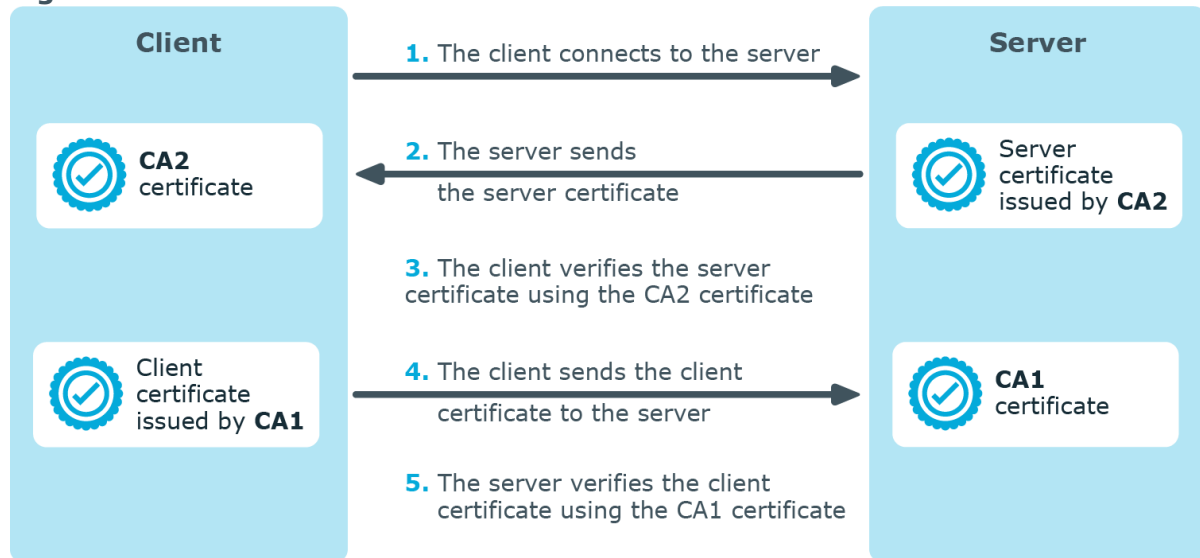 Client
1. The client connects to the server
Server
CA2
certificate
2. The server sends
the server certificate
Server
certificate
issued by CA2
3. The client verifies the server
certificate using the CA2 certificate
Client
certificate
issued by CA1
4. The client sends the client
certificate to the server
CA1
certificate
5. The server verifies the client
certificate using the CA1 certificate